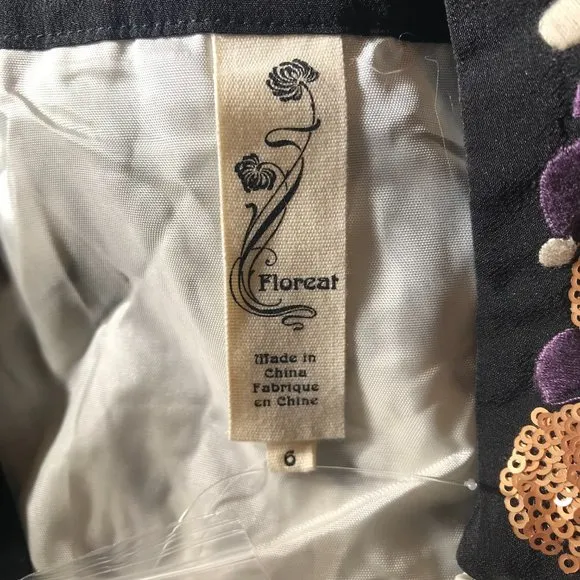 Floreat
Made in
China
Fabrique
en Chine
6